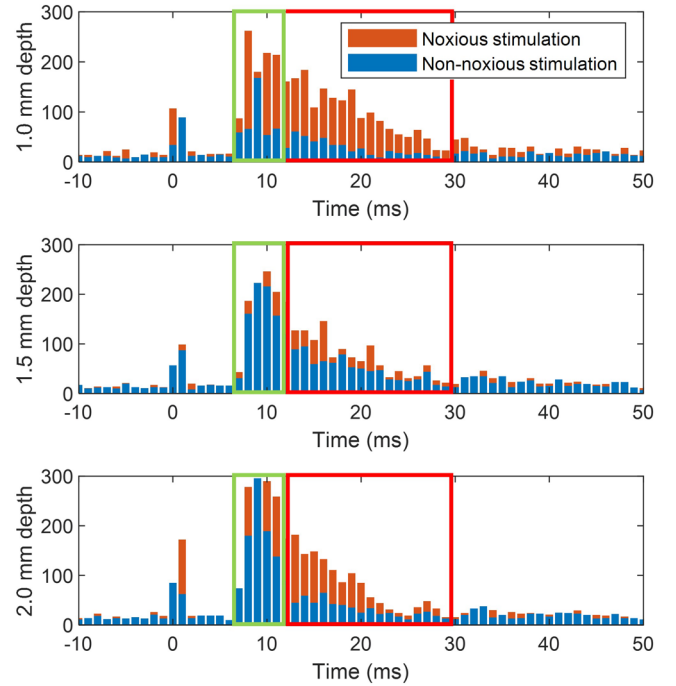 300
200
100
0
1.0 mm depth
Noxious stimulation
Non-noxious stimulation
-10 0 10 20 30 40 50
Time (ms)
300
200
100
0
1.5 mm depth
-10 0 10 20 30 40 50
Time (ms)
300
200
100
0
2.0 mm depth
-10 0 10 20 30 40 50
Time (ms)